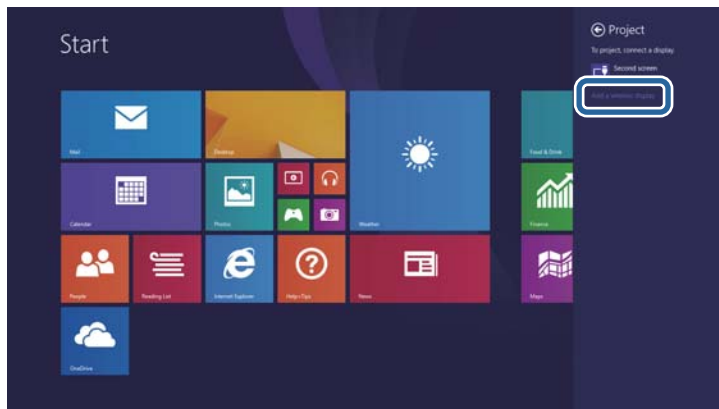 Start
Project
To project, connect a display
Second screen
Add a wireless display
Mail
Desktop
Food & Drink
Calendar
Photos
Weather
Finance
People
Reading List
Internet Explorer
Help+Tips
News
Maps
OneDrive